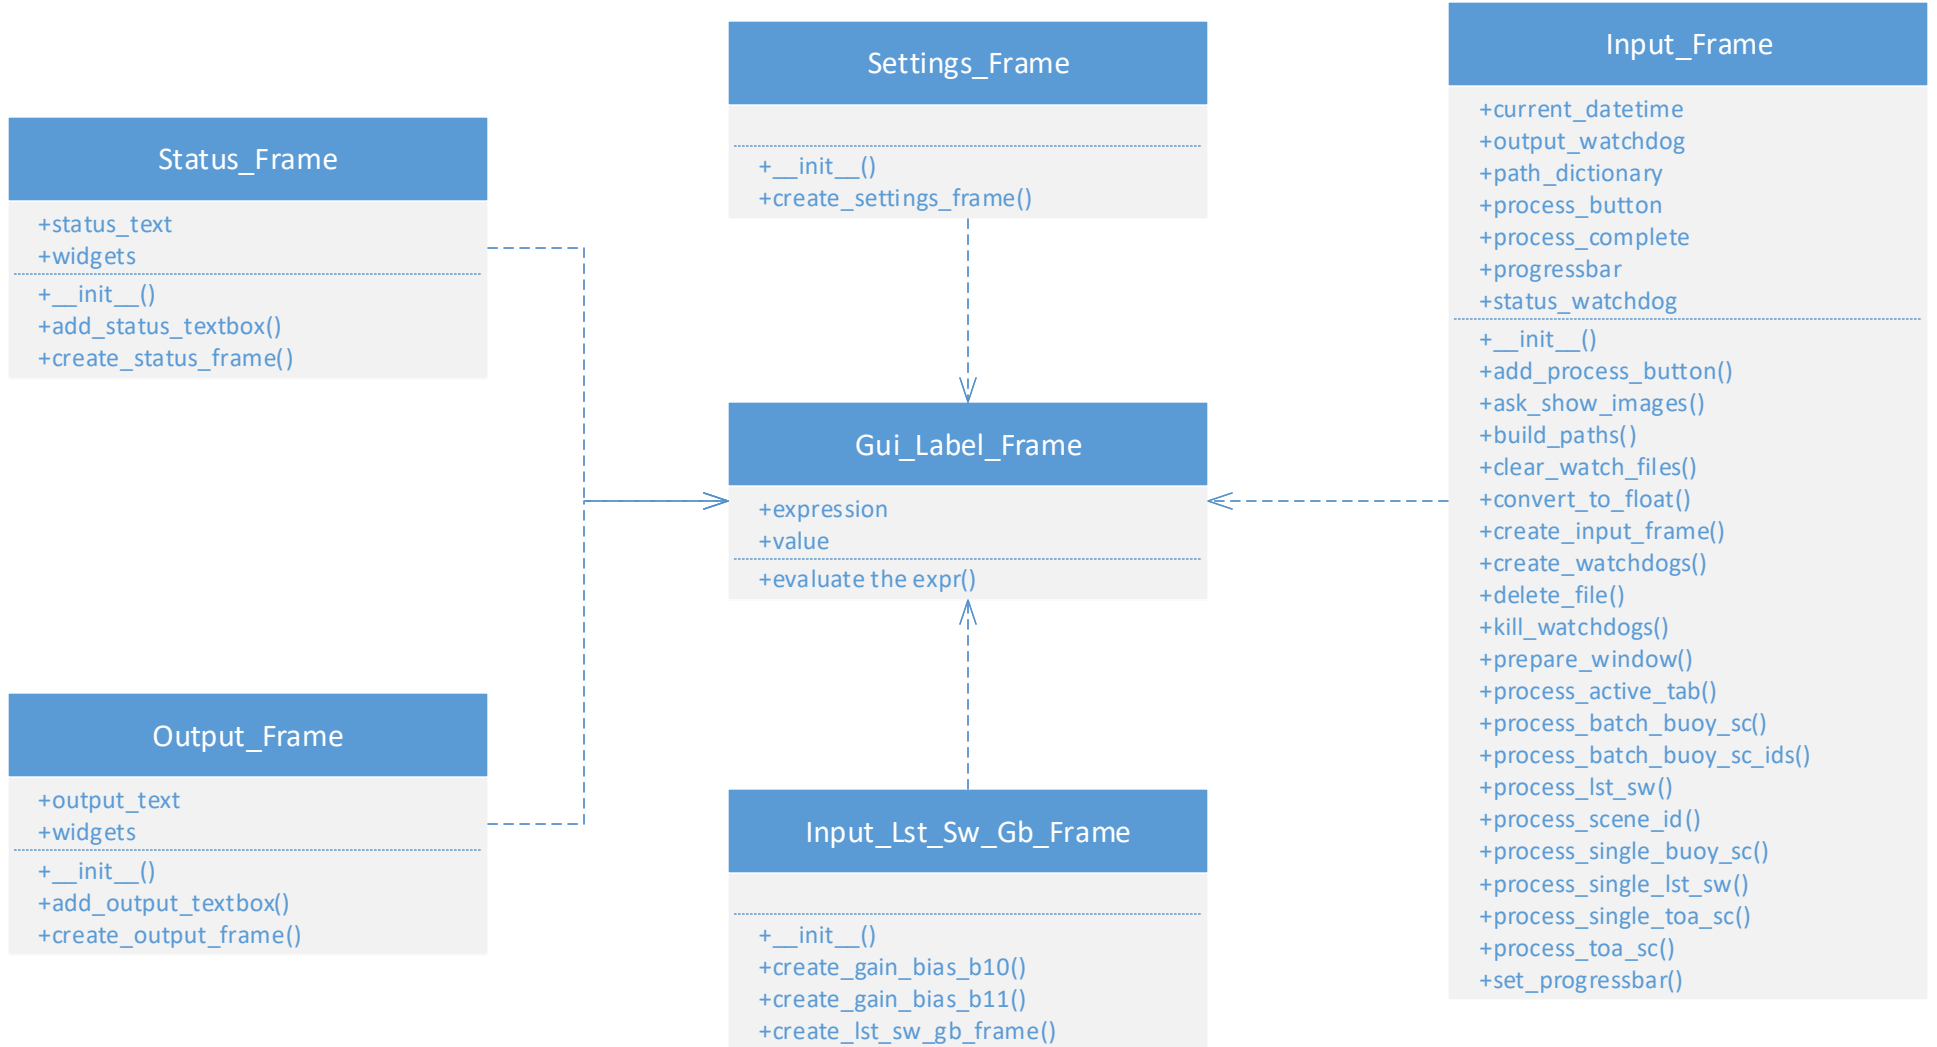 Status_Frame
+status_text
+widgets
+__init__()
+add_status_textbox()
+create_status_frame()
Output_Frame
+output_text
+widgets
+__init__()
+add_output_textbox()
+create_output_frame()
Settings_Frame
+__init__()
+create_settings_frame()
Gui_Label_Frame
+expression
+value
+evaluate the expr()
Input_Lst_Sw_Gb_Frame
+__init__()
+create_gain_bias_b10()
+create_gain_bias_b11()
+create_lst_sw_gb_frame()
Input_Frame
+current_datetime
+output_watchdog
+path_dictionary
+process_button
+process_complete
+progressbar
+status_watchdog
+__init__()
+add_process_button()
+ask_show_images()
+build_paths()
+clear_watch_files()
+convert_to_float()
+create_input_frame()
+create_watchdogs()
+delete_file()
+kill_watchdogs()
+prepare_window()
+process_active_tab()
+process_batch_buoy_sc()
+process_batch_buoy_sc_ids()
+process_lst_sw()
+process_scene_id()
+process_single_buoy_sc()
+process_single_lst_sw()
+process_single_toa_sc()
+process_toa_sc()
+set_progressbar()